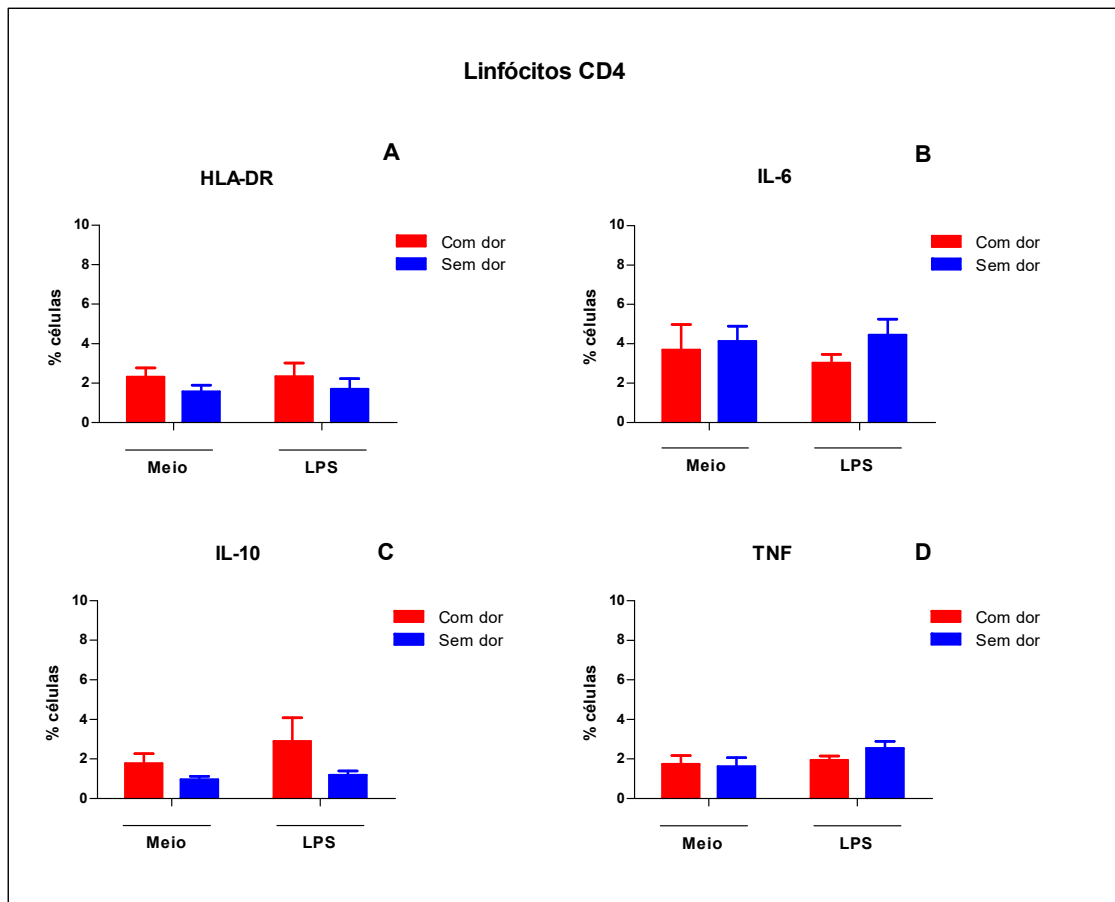 Linfócitos CD4
A
HLA-DR
Com dor
Sem dor
% células
10
8
6
4
2
0
Meio
LPS
B
IL-6
Com dor
Sem dor
% células
10
8
6
4
2
0
Meio
LPS
C
IL-10
Com dor
Sem dor
% células
10
8
6
4
2
0
Meio
LPS
D
TNF
Com dor
Sem dor
% células
10
8
6
4
2
0
Meio
LPS